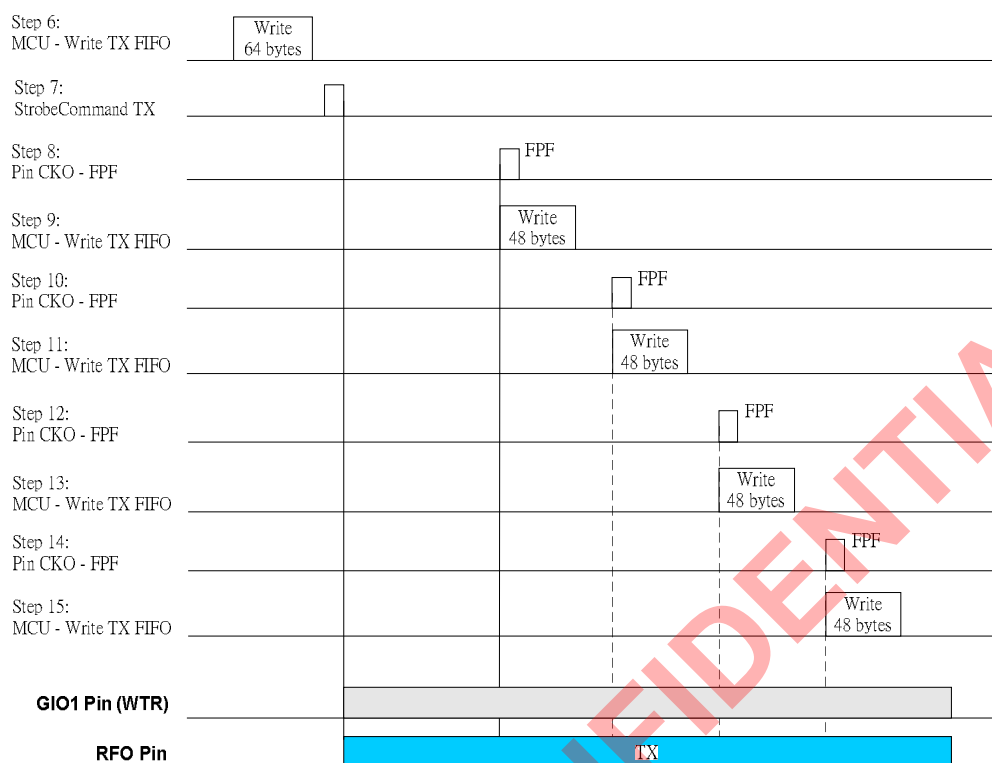 Step 6:
MCU - Write TX FIFO
Write
64 bytes
Step 7:
StrobeCommand TX
Step 8:
Pin CKO - FPF
FPF
Step 9:
MCU - Write TX FIFO
Write
48 bytes
Step 10:
Pin CKO - FPF
FPF
Step 11:
MCU - Write TX FIFO
Write
48 bytes
Step 12:
Pin CKO - FPF
FPF
Step 13:
MCU - Write TX FIFO
Write
48 bytes
Step 14:
Pin CKO - FPF
FPF
Step 15:
MCU - Write TX FIFO
Write
48 bytes
GIO1 Pin (WTR)
RFO Pin
TX
FIDENTIA